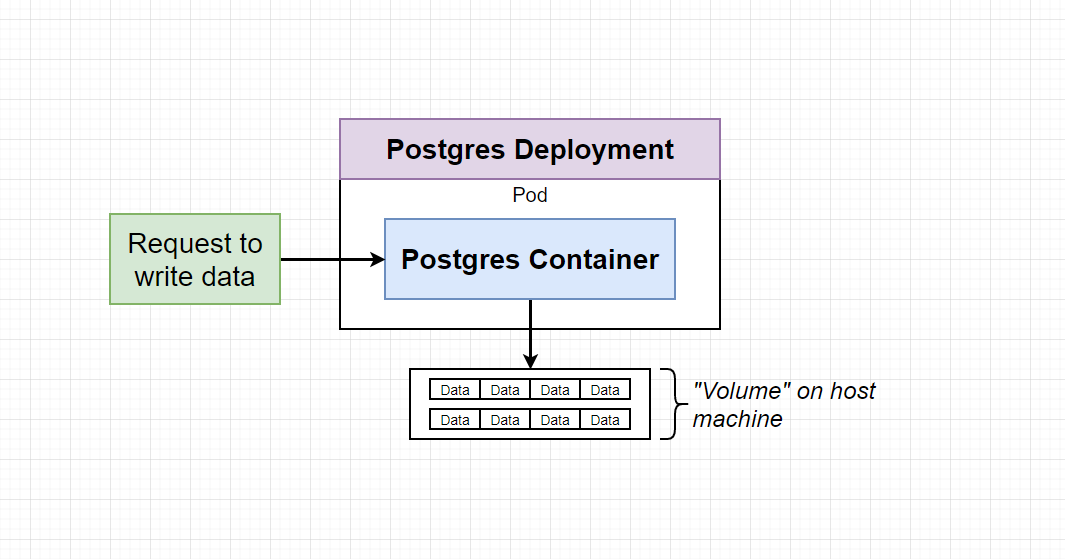 Postgres Deployment
Pod
Request to
write data
Postgres Container
Data Data Data Data
Data Data Data Data
"Volume" on host
machine